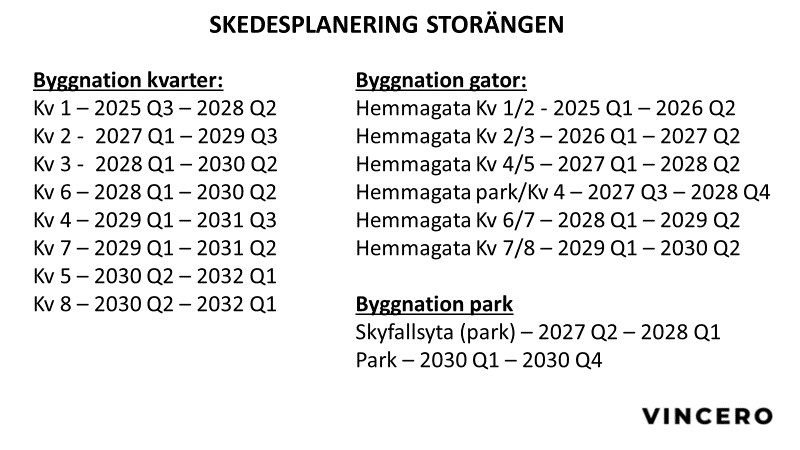 SKEDESPLANERING STORÄNGEN
Byggnation kvarter:
Kv 1 – 2025 Q3 – 2028 Q2
Kv 2 -  2027 Q1 – 2029 Q3
Kv 3 -  2028 Q1 – 2030 Q2
Kv 6 – 2028 Q1 – 2030 Q2
Kv 4 – 2029 Q1 – 2031 Q3
Kv 7 – 2029 Q1 – 2031 Q2
Kv 5 – 2030 Q2 – 2032 Q1
Kv 8 – 2030 Q2 – 2032 Q1
Byggnation gator:
Hemmagata Kv 1/2 - 2025 Q1 – 2026 Q2
Hemmagata Kv 2/3 – 2026 Q1 – 2027 Q2
Hemmagata Kv 4/5 – 2027 Q1 – 2028 Q2
Hemmagata park/Kv 4 – 2027 Q3 – 2028 Q4
Hemmagata Kv 6/7 – 2028 Q1 – 2029 Q2
Hemmagata Kv 7/8 – 2029 Q1 – 2030 Q2
Byggnation park
Skyfallsyta (park) – 2027 Q2 – 2028 Q1
Park – 2030 Q1 – 2030 Q4
VINCERO